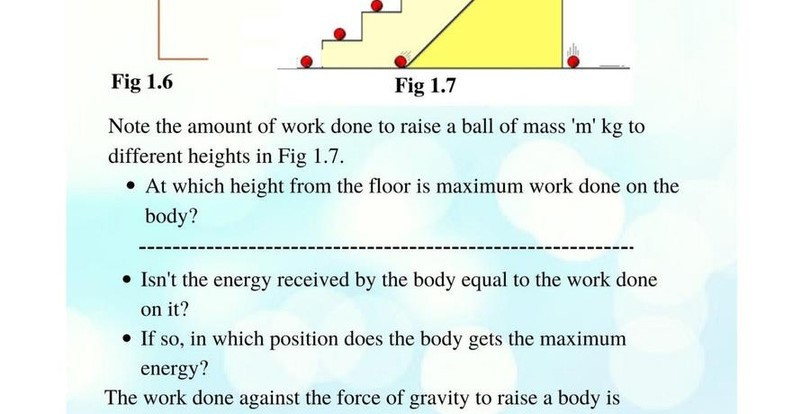 Fig 1.6
Fig 1.7
Note the amount of work done to raise a ball of mass 'm' kg to
different heights in Fig 1.7.
• At which height from the floor is maximum work done on the
body?
------------------------------------------------------------
• Isn't the energy received by the body equal to the work done
on it?
• If so, in which position does the body gets the maximum
energy?
The work done against the force of gravity to raise a body is